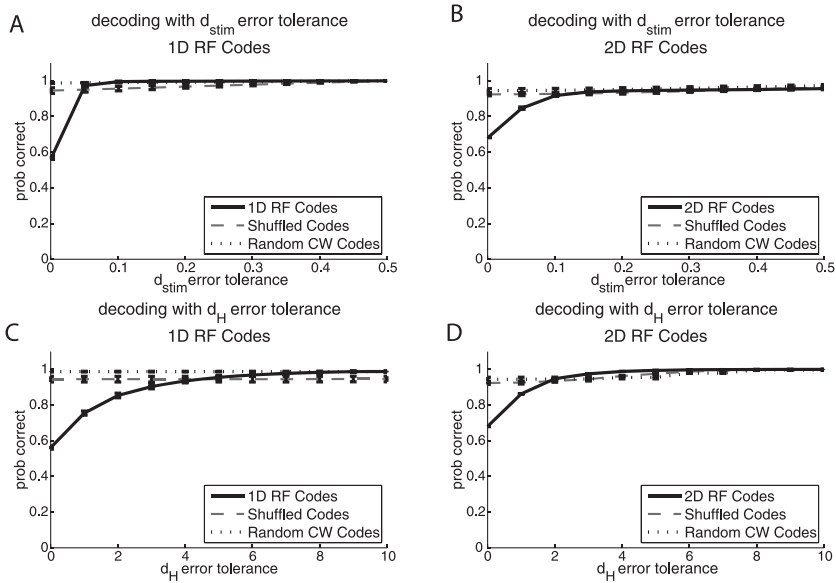 A
decoding with d_stim error tolerance
1D RF Codes
prob correct
1
0.8
0.6
0.4
0.2
0
0.1
0.2
0.3
0.4
0.5
1D RF Codes
Shuffled Codes
Random CW Codes
d_stim error tolerance
B
decoding with d_stim error tolerance
2D RF Codes
prob correct
1
0.8
0.6
0.4
0.2
0
0.1
0.2
0.3
0.4
0.5
2D RF Codes
Shuffled Codes
Random CW Codes
d_stim error tolerance
C
decoding with d_H error tolerance
1D RF Codes
prob correct
1
0.8
0.6
0.4
0.2
0
0
2
4
6
8
10
1D RF Codes
Shuffled Codes
Random CW Codes
d_H error tolerance
D
decoding with d_H error tolerance
2D RF Codes
prob correct
1
0.8
0.6
0.4
0.2
0
0
2
4
6
8
10
2D RF Codes
Shuffled Codes
Random CW Codes
d_H error tolerance